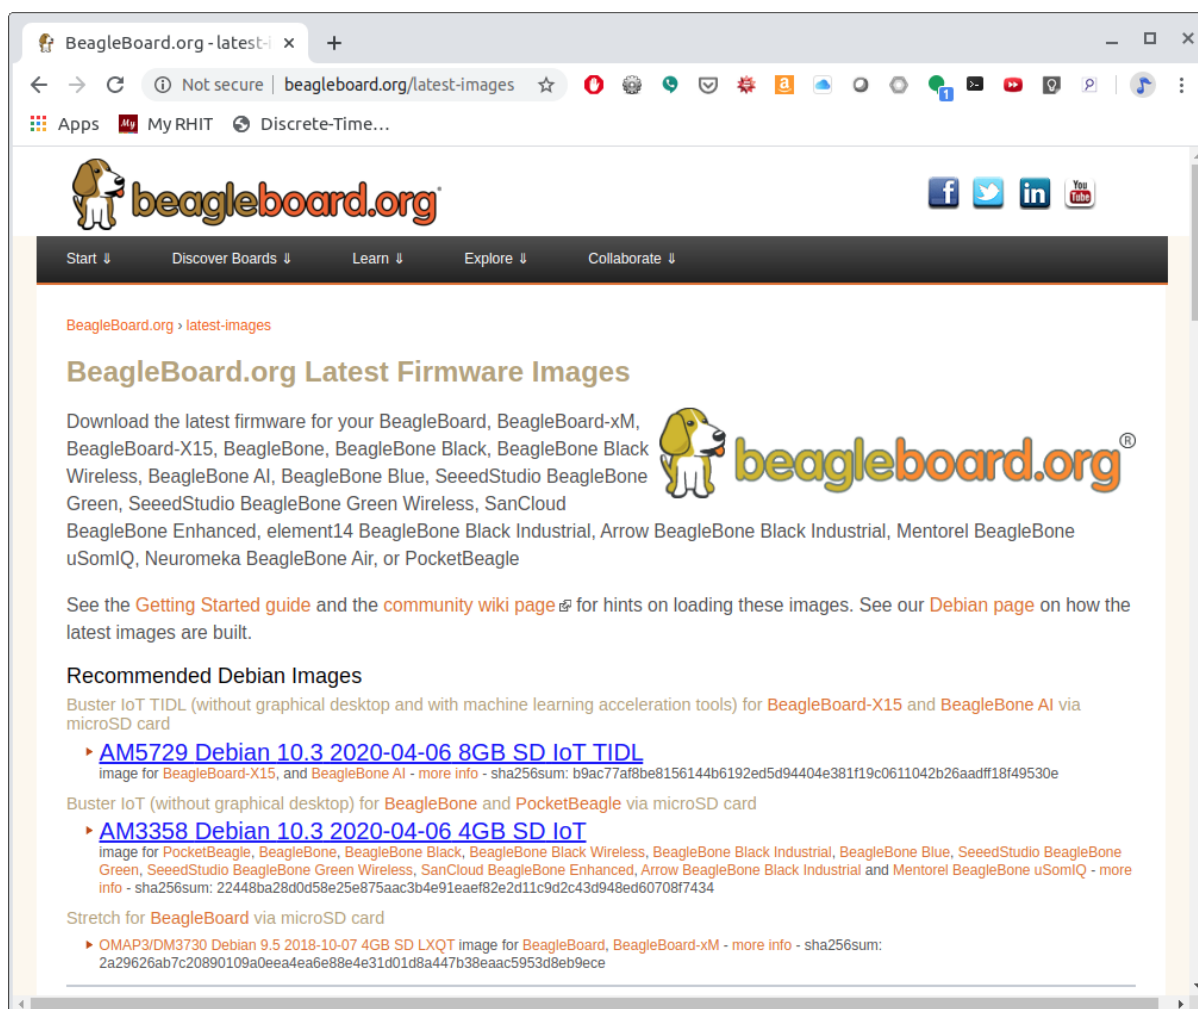 BeagleBoard.org - latest-i
Not secure | beagleboard.org/latest-images
a
1
Apps
My
My RHIT
Discrete-Time…
beagleboard.org
f
in
You
Tube
Start ⇓ Discover Boards ⇓ Learn ⇓ Explore ⇓ Collaborate ⇓
BeagleBoard.org › latest-images
BeagleBoard.org Latest Firmware Images
beagleboard.org®
Download the latest firmware for your BeagleBoard, BeagleBoard-xM,
BeagleBoard-X15, BeagleBone, BeagleBone Black, BeagleBone Black
Wireless, BeagleBone AI, BeagleBone Blue, SeeedStudio BeagleBone
Green, SeeedStudio BeagleBone Green Wireless, SanCloud
BeagleBone Enhanced, element14 BeagleBone Black Industrial, Arrow BeagleBone Black Industrial, Mentorel BeagleBone
uSomIQ, Neuromeka BeagleBone Air, or PocketBeagle
See the Getting Started guide and the community wiki page for hints on loading these images. See our Debian page on how the
latest images are built.
Recommended Debian Images
Buster IoT TIDL (without graphical desktop and with machine learning acceleration tools) for BeagleBoard-X15 and BeagleBone AI via
microSD card
AM5729 Debian 10.3 2020-04-06 8GB SD IoT TIDL
image for BeagleBoard-X15, and BeagleBone AI - more info - sha256sum: b9ac77af8be8156144b6192ed5d94404e381f19c0611042b26aadff18f49530e
Buster IoT (without graphical desktop) for BeagleBone and PocketBeagle via microSD card
AM3358 Debian 10.3 2020-04-06 4GB SD IoT
image for PocketBeagle, BeagleBone, BeagleBone Black, BeagleBone Black Wireless, BeagleBone Black Industrial, BeagleBone Blue, SeeedStudio BeagleBone
Green, SeeedStudio BeagleBone Green Wireless, SanCloud BeagleBone Enhanced, Arrow BeagleBone Black Industrial and Mentorel BeagleBone uSomIQ - more
info - sha256sum: 22448ba28d0d58e25e875aac3b4e91eaef82e2d11c9d2c43d948ed60708f7434
Stretch for BeagleBoard via microSD card
OMAP3/DM3730 Debian 9.5 2018-10-07 4GB SD LXQT image for BeagleBoard, BeagleBoard-xM - more info - sha256sum:
2a29626ab7c20890109a0eea4ea6e88e4e31d01d8a447b38eaac5953d8eb9ece